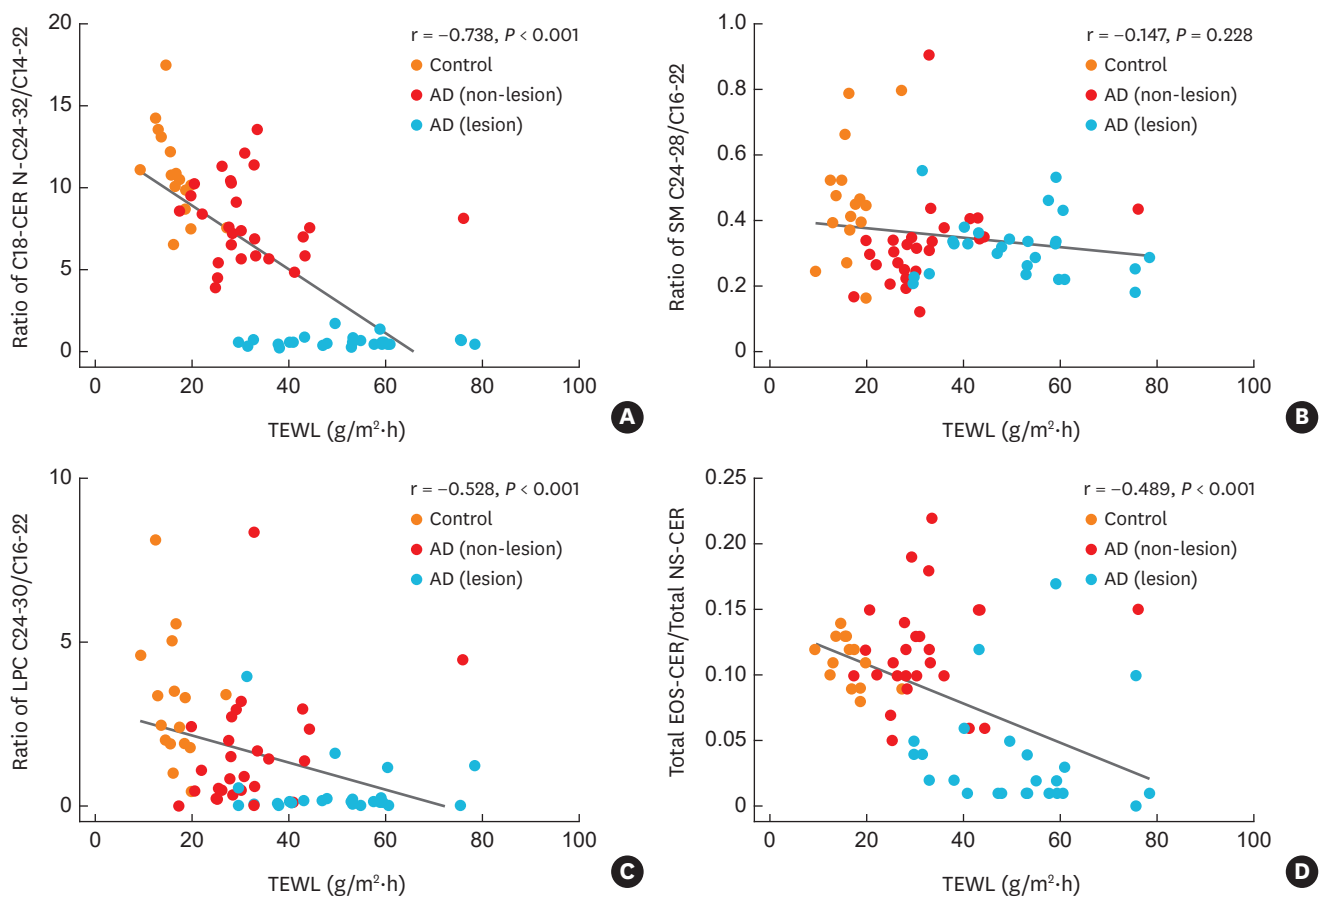 Ratio of C18-CER N-C24-32/C14-22
20
15
10
5
0
r = −0.738, P < 0.001
Control
AD (non-lesion)
AD (lesion)
0 20 40 60 80 100
TEWL (g/m²·h)
A
Ratio of SM C24-28/C16-22
1.0
0.8
0.6
0.4
0.2
0
r = −0.147, P = 0.228
Control
AD (non-lesion)
AD (lesion)
0 20 40 60 80 100
TEWL (g/m²·h)
B
Ratio of LPC C24-30/C16-22
10
5
0
r = −0.528, P < 0.001
Control
AD (non-lesion)
AD (lesion)
0 20 40 60 80 100
TEWL (g/m²·h)
C
Total EOS-CER/Total NS-CER
0.25
0.20
0.15
0.10
0.05
0
r = −0.489, P < 0.001
Control
AD (non-lesion)
AD (lesion)
0 20 40 60 80 100
TEWL (g/m²·h)
D